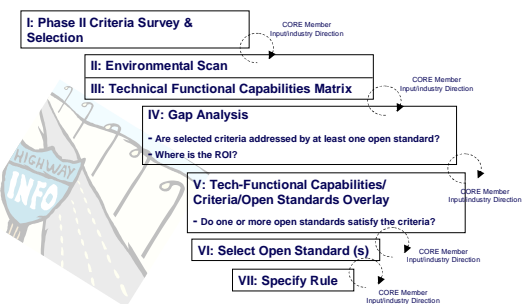 I: Phase II Criteria Survey &
Selection
CORE Member
Input/industry Direction
II: Environmental Scan
III: Technical Functional Capabilities Matrix
CORE Member
Input/industry Direction
IV: Gap Analysis
- Are selected criteria addressed by at least one open standard?
- Where is the ROI?
HIGHWAY
INFO
V: Tech-Functional Capabilities/
Criteria/Open Standards Overlay
- Do one or more open standards satisfy the criteria?
CORE Member
Input/industry Direction
VI: Select Open Standard (s)
CORE Member
Input/industry Direction
VII: Specify Rule
CORE Member
Input/industry Direction